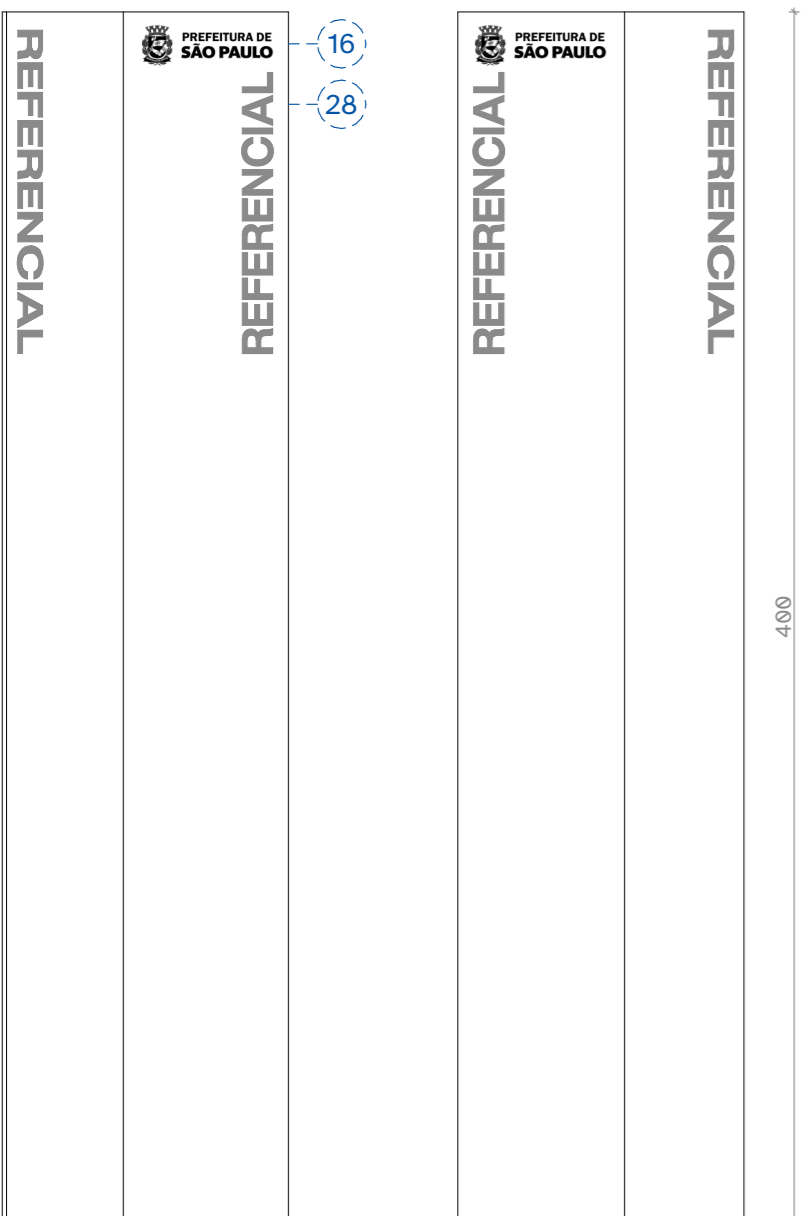 REFERENCIAL
PREFEITURA DE
SÃO PAULO
16
28
REFERENCIAL
PREFEITURA DE
SÃO PAULO
REFERENCIAL
REFERENCIAL
400